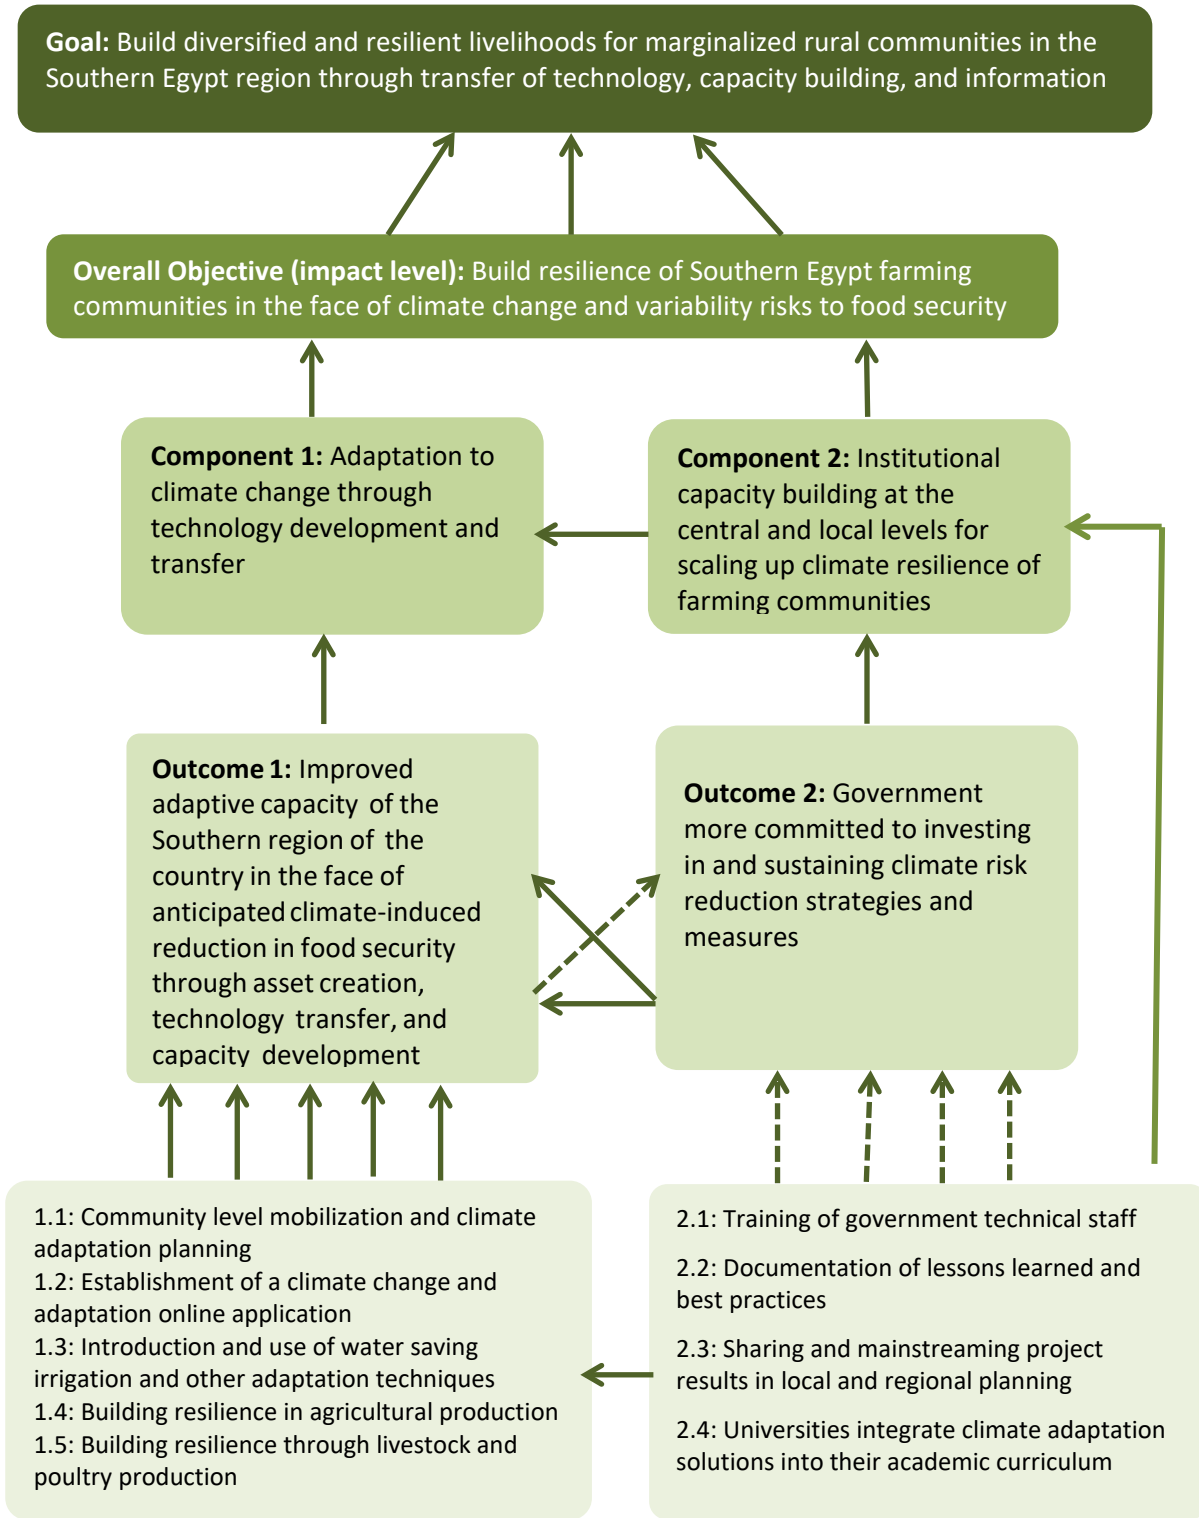 Goal: Build diversified and resilient livelihoods for marginalized rural communities in the
Southern Egypt region through transfer of technology, capacity building, and information
Overall Objective (impact level): Build resilience of Southern Egypt farming
communities in the face of climate change and variability risks to food security
Component 1: Adaptation to
climate change through
technology development and
transfer
Component 2: Institutional
capacity building at the
central and local levels for
scaling up climate resilience of
farming communities
Outcome 1: Improved
adaptive capacity of the
Southern region of the
country in the face of
anticipated climate-induced
reduction in food security
through asset creation,
technology transfer, and
capacity development
Outcome 2: Government
more committed to investing
in and sustaining climate risk
reduction strategies and
measures
1.1: Community level mobilization and climate
adaptation planning
1.2: Establishment of a climate change and
adaptation online application
1.3: Introduction and use of water saving
irrigation and other adaptation techniques
1.4: Building resilience in agricultural production
1.5: Building resilience through livestock and
poultry production
2.1: Training of government technical staff
2.2: Documentation of lessons learned and
best practices
2.3: Sharing and mainstreaming project
results in local and regional planning
2.4: Universities integrate climate adaptation
solutions into their academic curriculum